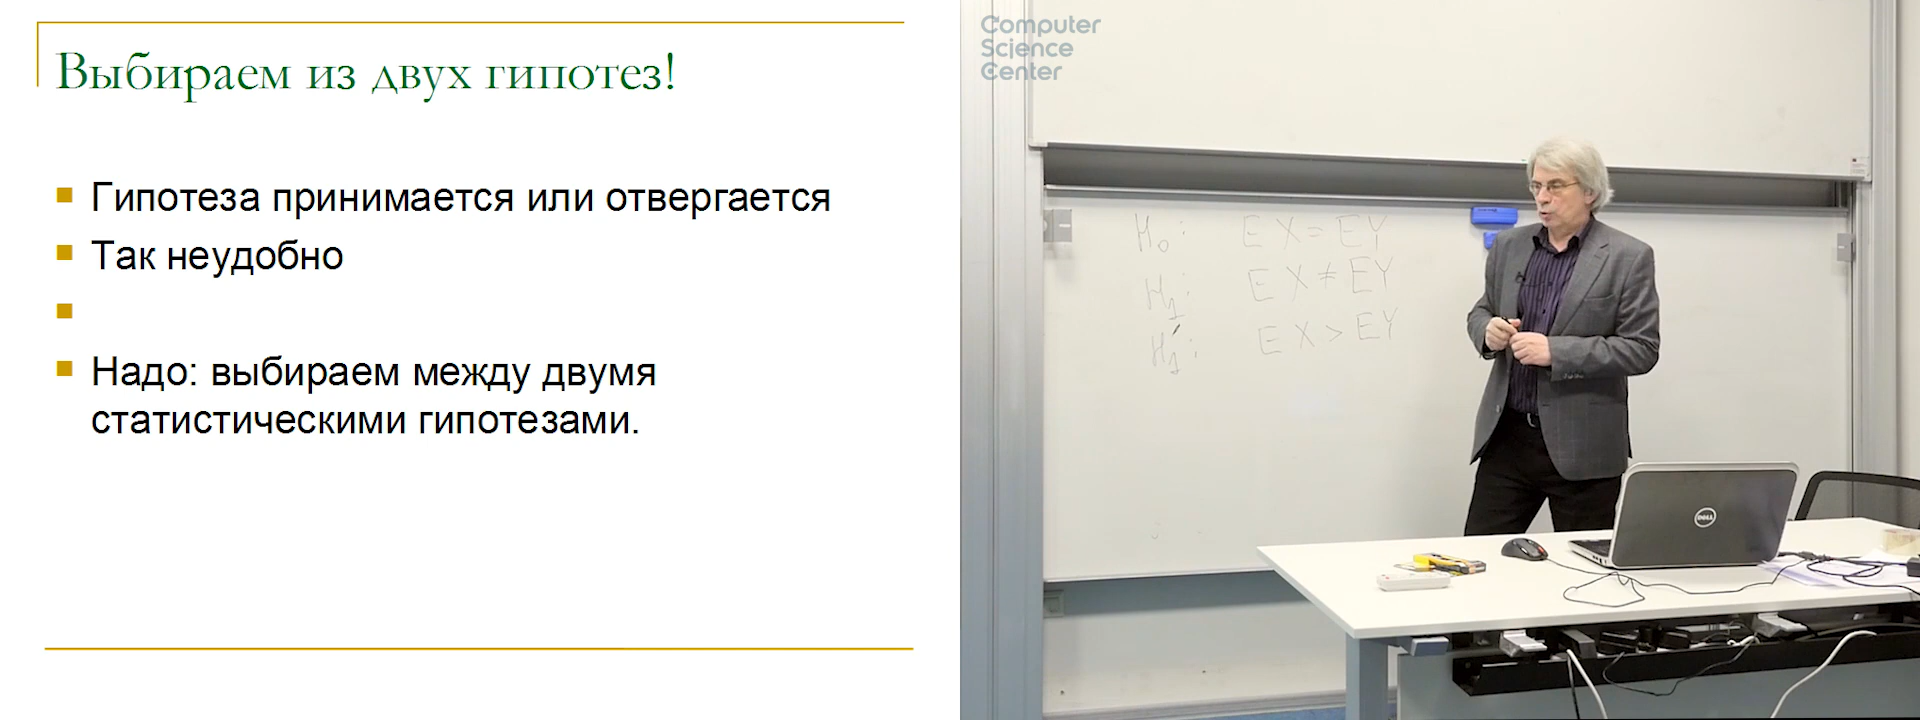 Выбираем из двух гипотез!
Гипотеза принимается или отвергается
Так неудобно
Надо: выбираем между двумя
статистическими гипотезами.
Computer
Science
Center
H₀: EX = EY
H₁: EX ≠ EY
H₁': EX > EY
DELL